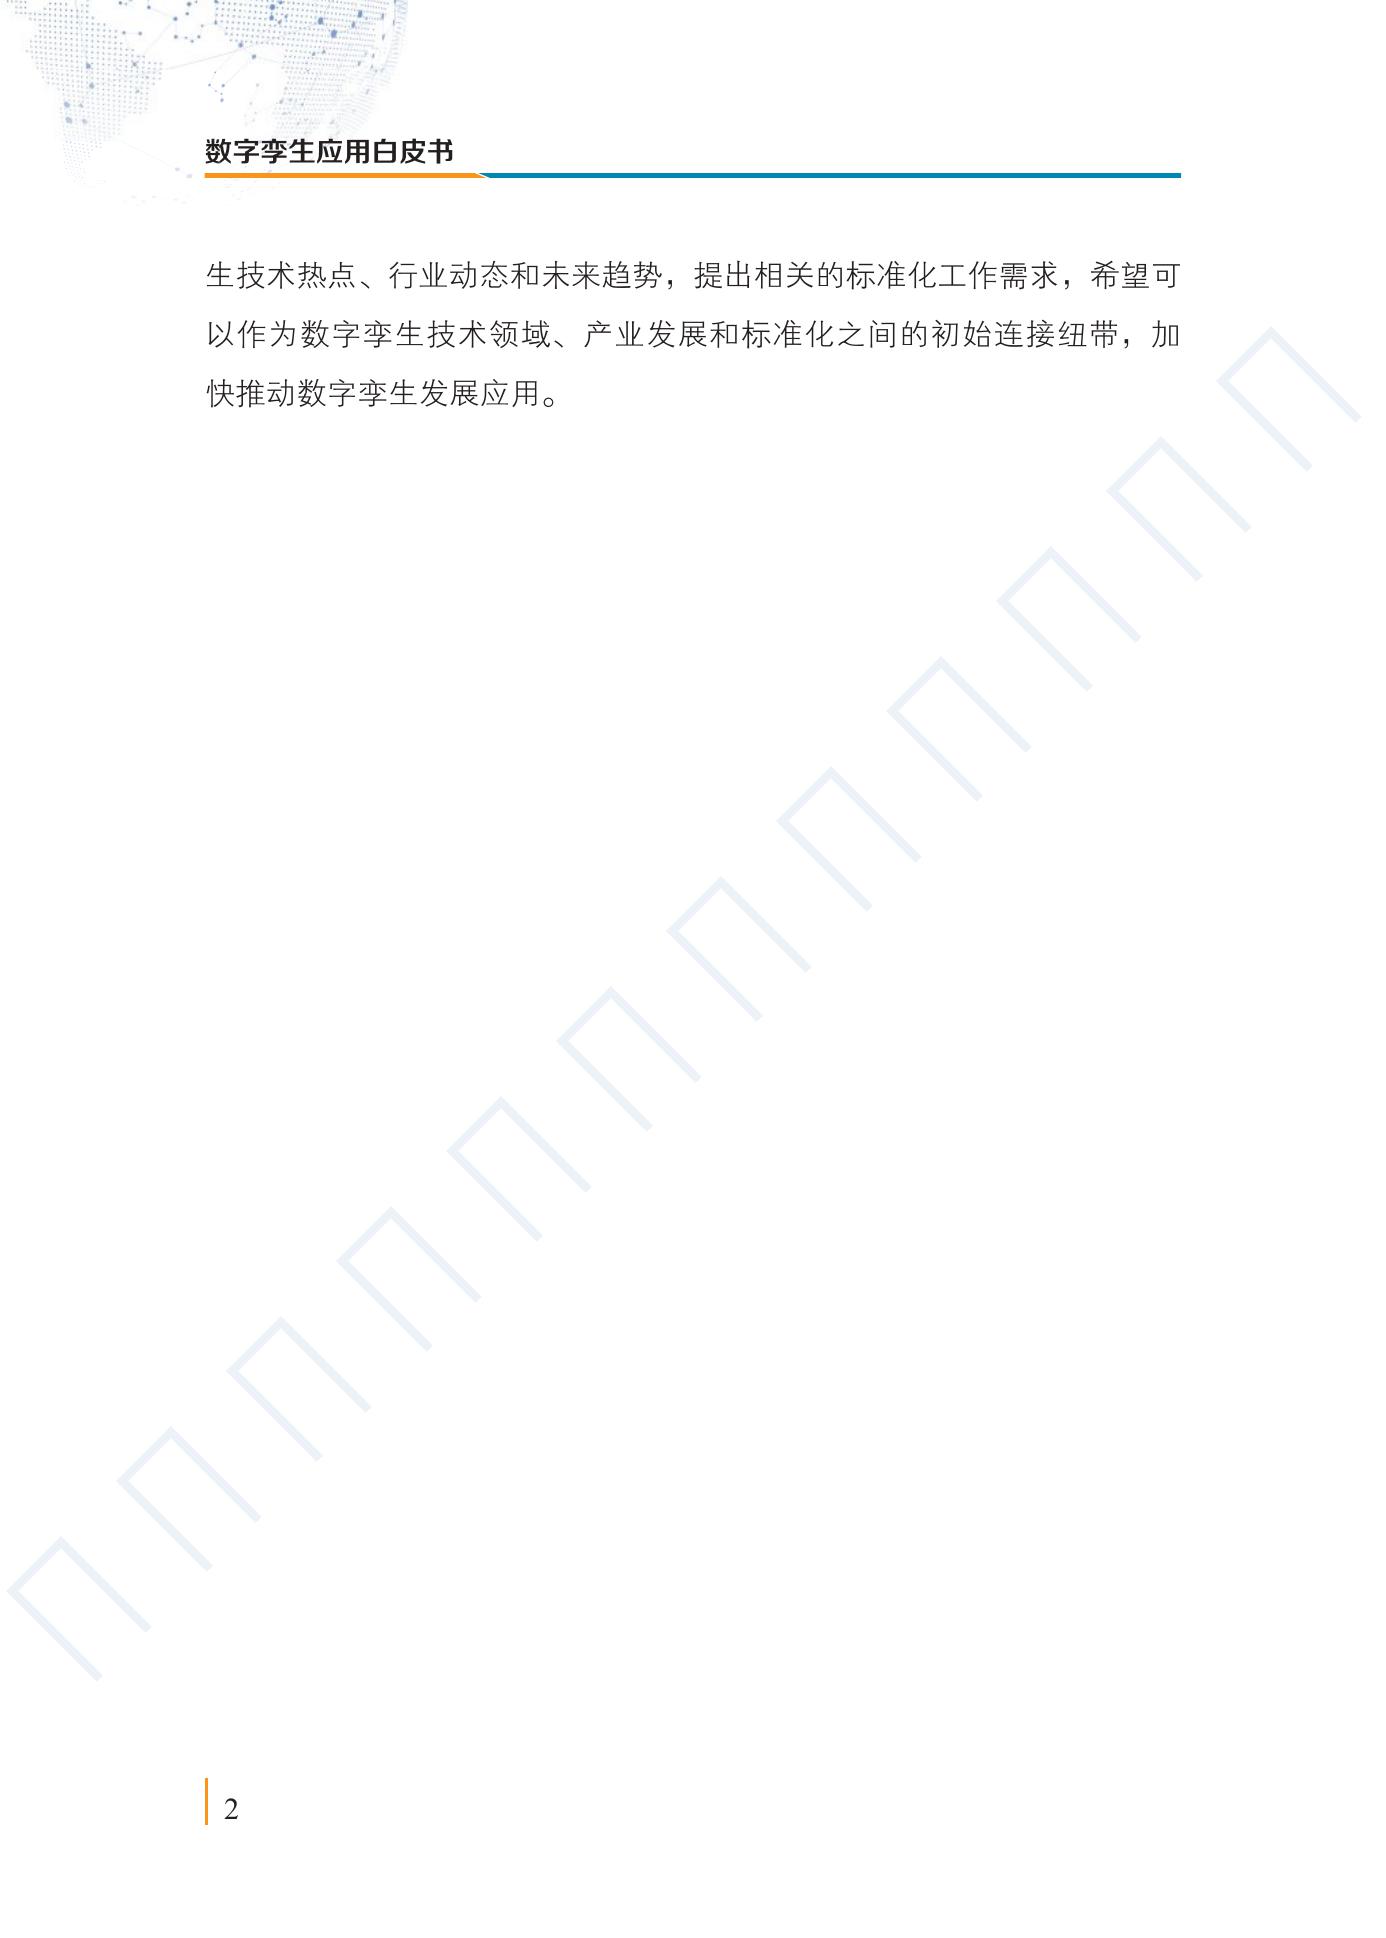 数字孪生应用白皮书
生技术热点、行业动态和未来趋势，提出相关的标准化工作需求，希望可
以作为数字孪生技术领域、产业发展和标准化之间的初始连接纽带，加
快推动数字孪生发展应用。
2